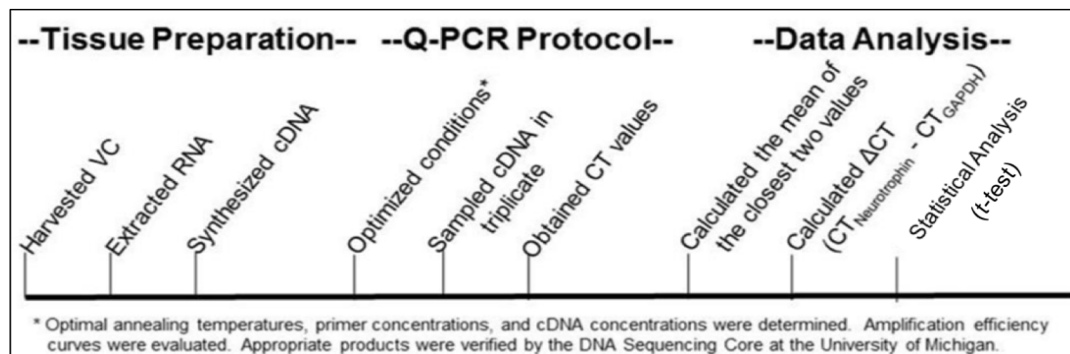 --Tissue Preparation--
--Q-PCR Protocol--
--Data Analysis--
Harvested VC
Extracted RNA
Synthesized cDNA
Optimized conditions*
Sampled cDNA in
triplicate
Obtained CT values
Calculated the mean of
the closest two values
Calculated ΔCT
(CTNeurotrophin - CTGAPDH)
Statistical Analysis
(t-test)
* Optimal annealing temperatures, primer concentrations, and cDNA concentrations were determined. Amplification efficiency
curves were evaluated. Appropriate products were verified by the DNA Sequencing Core at the University of Michigan.